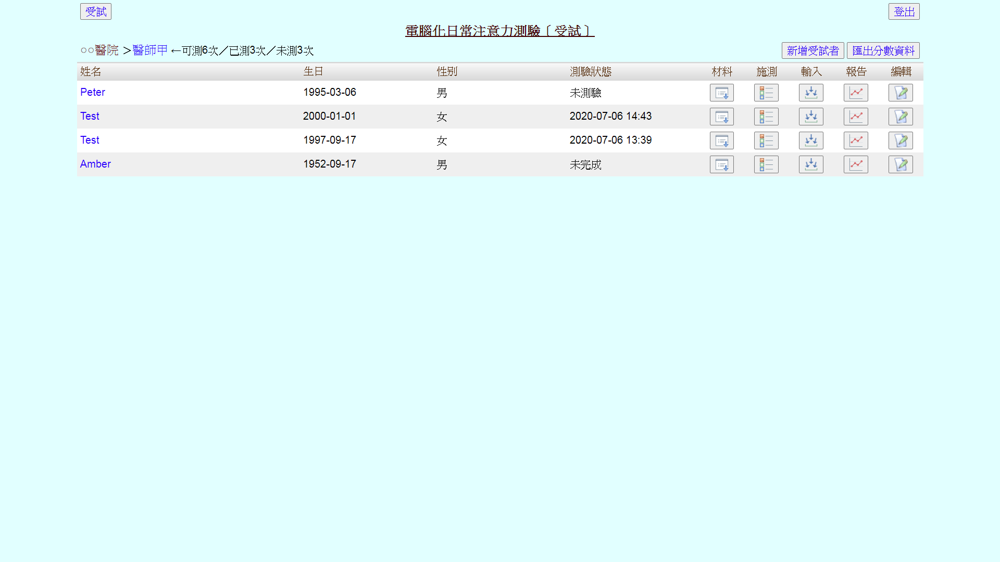 受試 登出
電腦化日常注意力測驗〔受試〕
○○醫院 ＞醫師甲 ←可測6次／已測3次／未測3次 新增受試者 匯出分數資料
姓名 生日 性別 測驗狀態 材料 施測 輸入 報告 編輯
Peter 1995-03-06 男 未測驗
Test 2000-01-01 女 2020-07-06 14:43
Test 1997-09-17 女 2020-07-06 13:39
Amber 1952-09-17 男 未完成